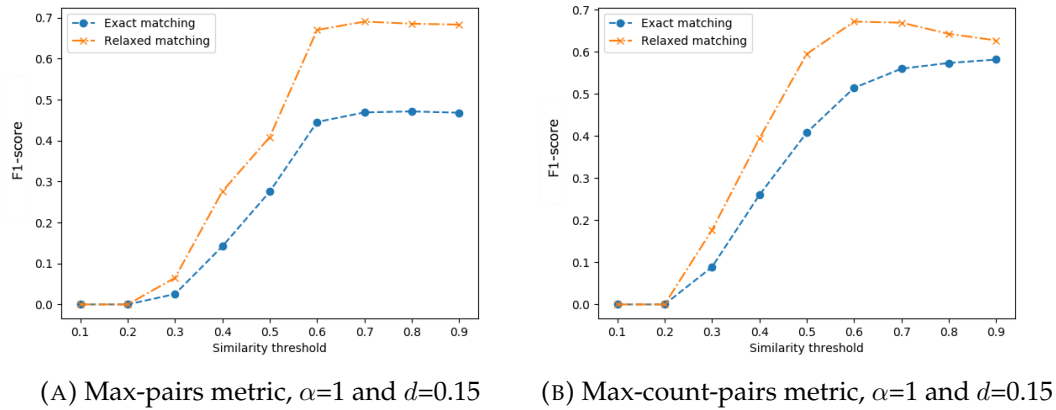 Exact matching
Relaxed matching
F1-score
0.7
0.6
0.5
0.4
0.3
0.2
0.1
0.0
0.1 0.2 0.3 0.4 0.5 0.6 0.7 0.8 0.9
Similarity threshold
(A) Max-pairs metric, α=1 and d=0.15
Exact matching
Relaxed matching
F1-score
0.7
0.6
0.5
0.4
0.3
0.2
0.1
0.0
0.1 0.2 0.3 0.4 0.5 0.6 0.7 0.8 0.9
Similarity threshold
(B) Max-count-pairs metric, α=1 and d=0.15